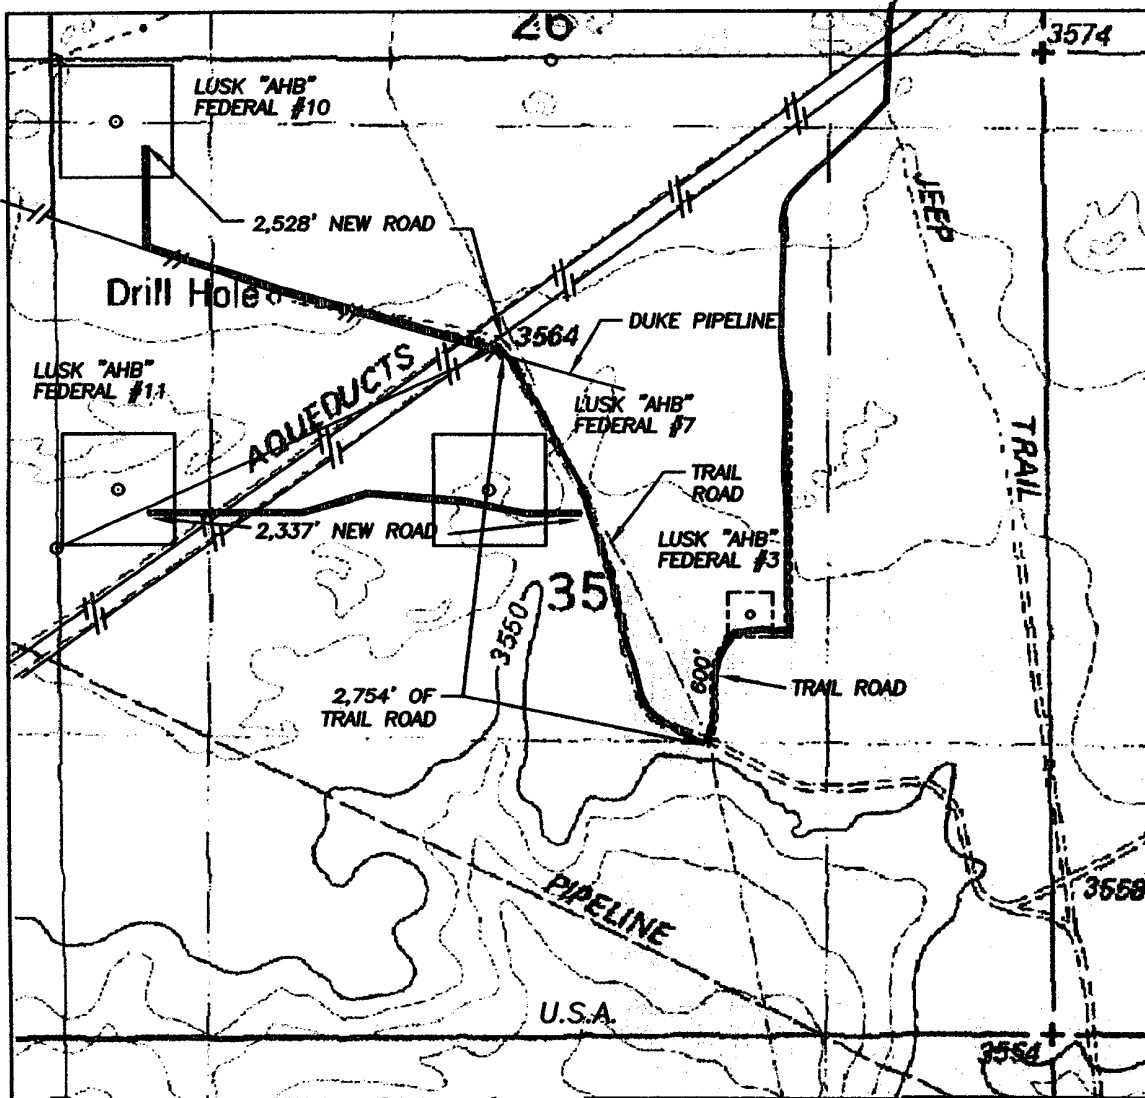 26
3574
LUSK "AHB"
FEDERAL #10
JEEP
2,528' NEW ROAD
Drill Hole
DUKE PIPELINE
3564
LUSK "AHB"
FEDERAL #11
AQUEDUCTS
LUSK "AHB"
FEDERAL #7
TRAIL
TRAIL
ROAD
2,337' NEW ROAD
LUSK "AHB"
FEDERAL #3
35
3550
600'
2,754' OF
TRAIL ROAD
TRAIL ROAD
PIPELINE
3558
U.S.A.
3554